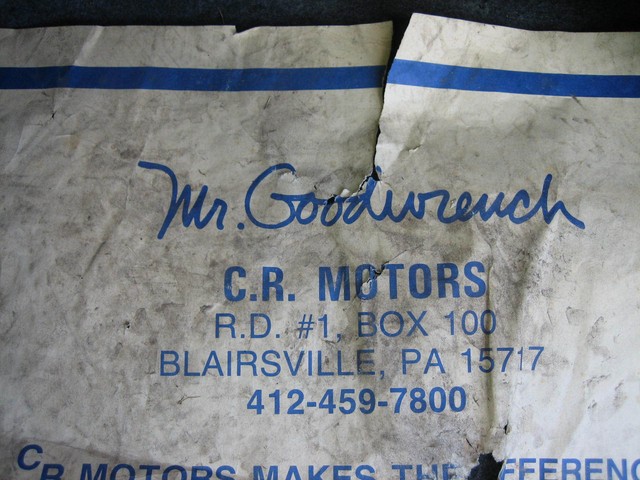 Mr. Goodwrench
C.R. MOTORS
R.D. #1, BOX 100
BLAIRSVILLE, PA 15717
412-459-7800
CR MOTORS MAKES THE